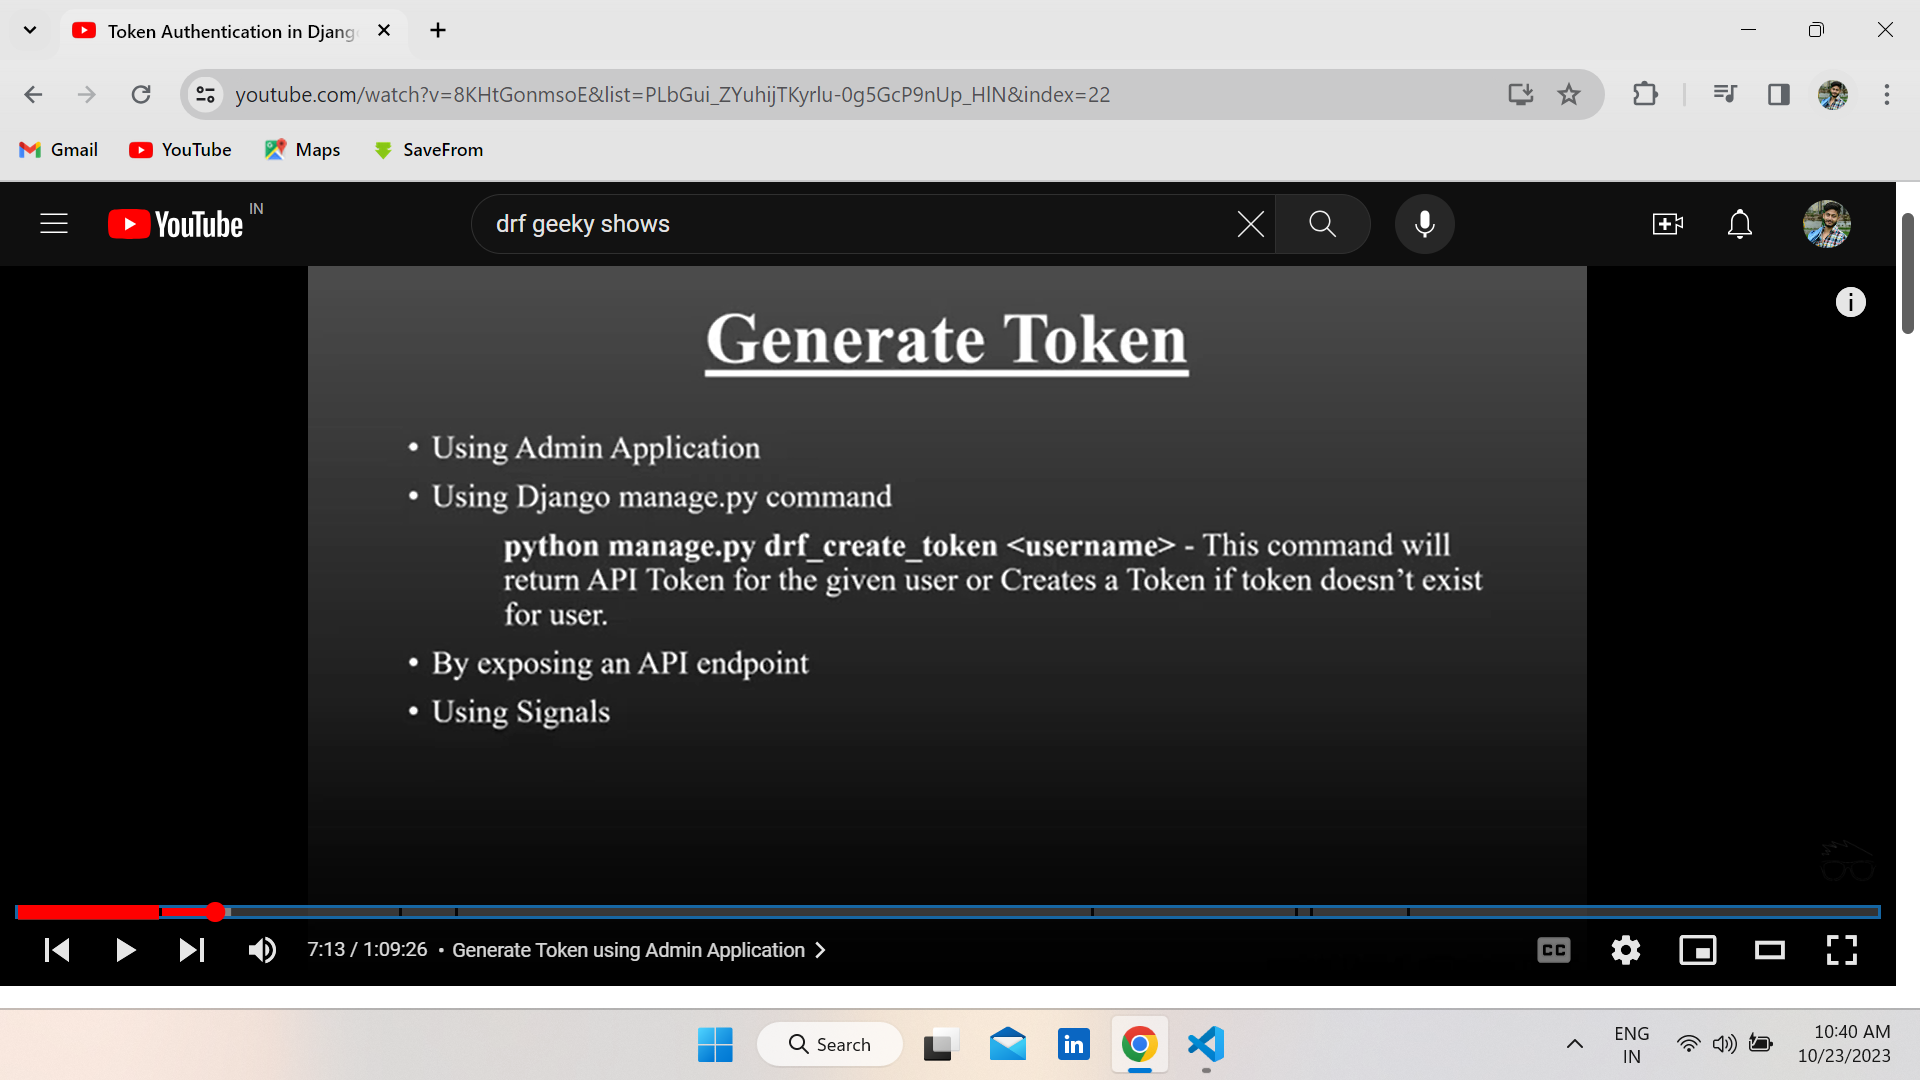 Token Authentication in Djang
youtube.com/watch?v=8KHtGonmsoE&list=PLbGui_ZYuhijTKyrlu-0g5GcP9nUp_HlN&index=22
Gmail YouTube Maps SaveFrom
YouTube IN drf geeky shows
Generate Token
• Using Admin Application
• Using Django manage.py command
python manage.py drf_create_token <username> - This command will
return API Token for the given user or Creates a Token if token doesn't exist
for user.
• By exposing an API endpoint
• Using Signals
7:13 / 1:09:26 • Generate Token using Admin Application
CC
Search
in
ENG
IN
10:40 AM
10/23/2023